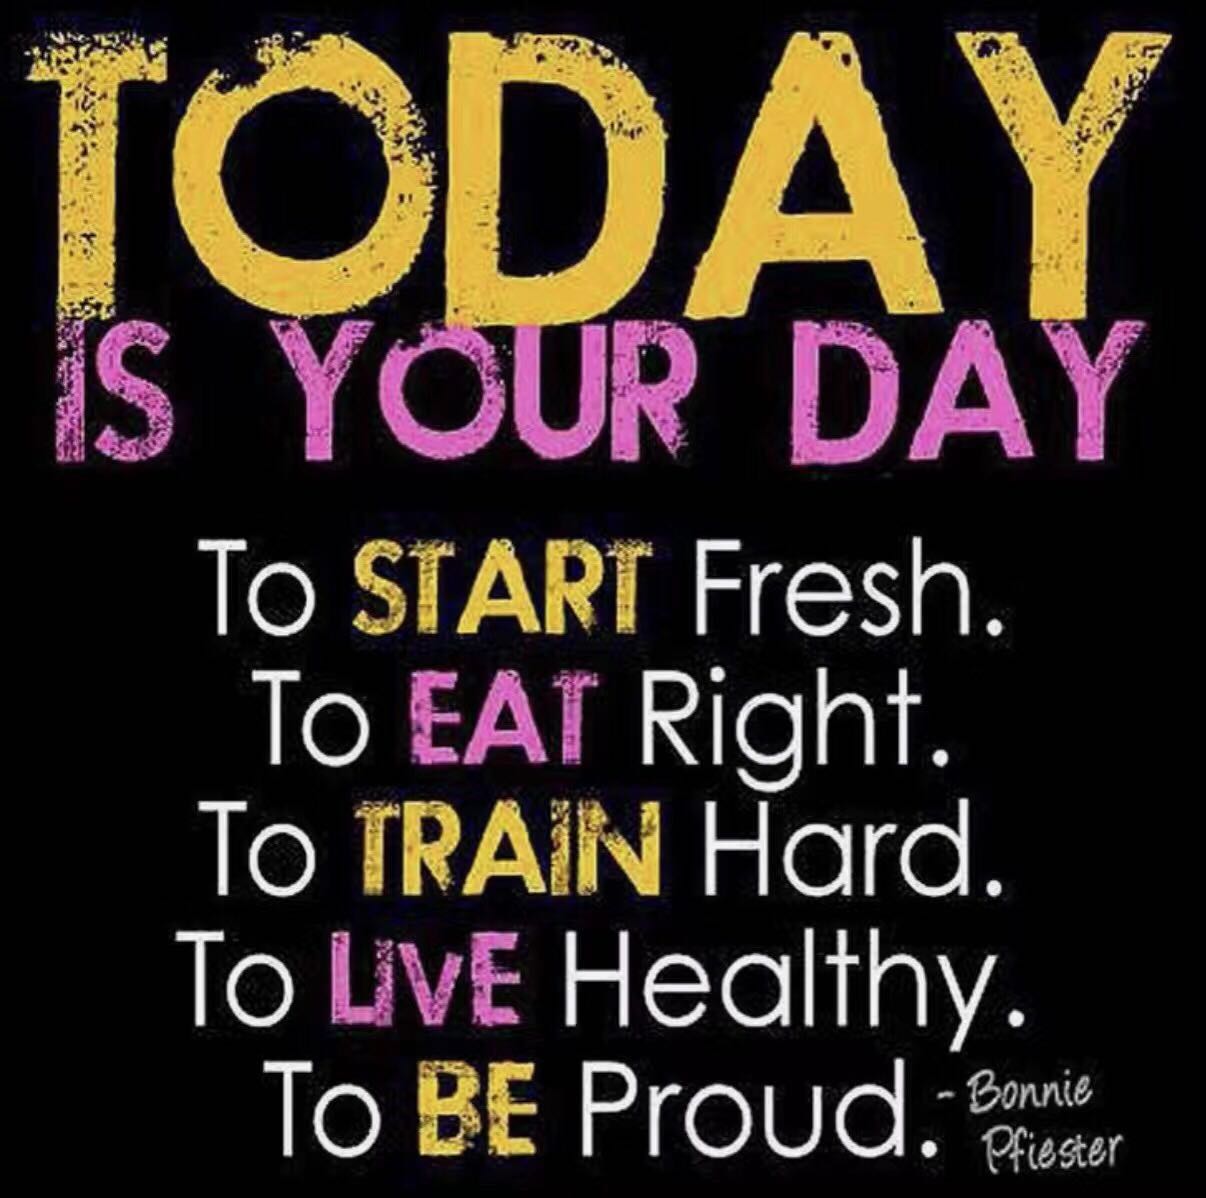 TODAY
IS YOUR DAY
To START Fresh.
To EAT Right.
To TRAIN Hard.
To LIVE Healthy.
To BE Proud.
- Bonnie
Pfiester